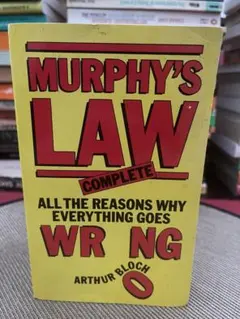 MURPHY'S
LAW
COMPLETE
ALL THE REASONS WHY
EVERYTHING GOES
WR NG
ARTHUR BLOCH
O